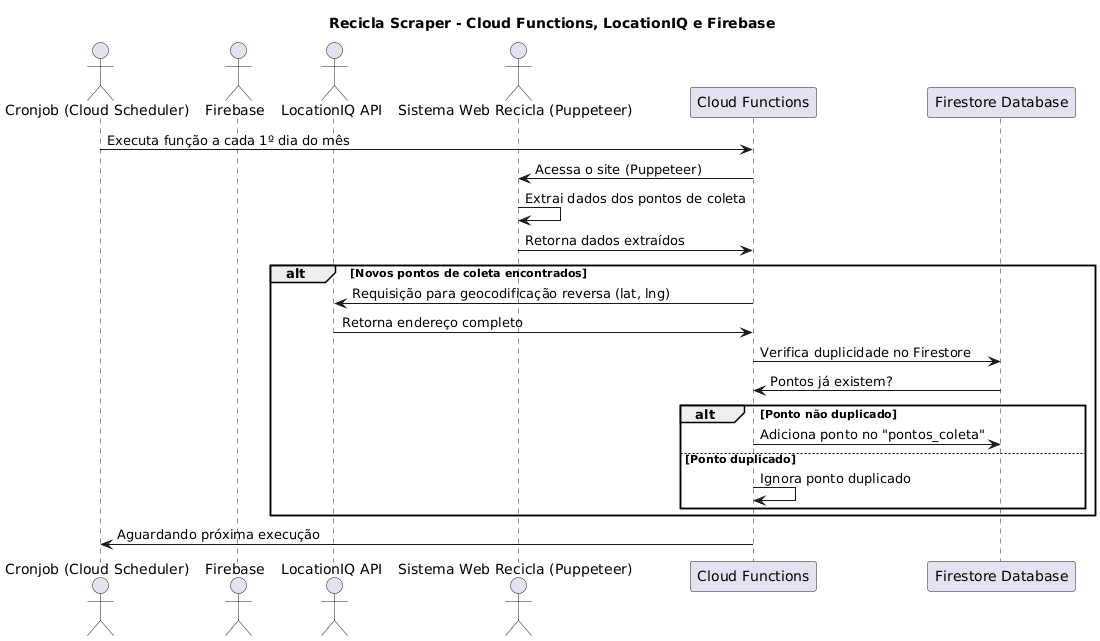 Recicla Scraper - Cloud Functions, LocationIQ e Firebase
Cronjob (Cloud Scheduler)
Firebase
LocationIQ API
Sistema Web Recicla (Puppeteer)
Cloud Functions
Firestore Database
Executa função a cada 1º dia do mês
Acessa o site (Puppeteer)
Extrai dados dos pontos de coleta
Retorna dados extraídos
alt
[Novos pontos de coleta encontrados]
Requisição para geocodificação reversa (lat, lng)
Retorna endereço completo
Verifica duplicidade no Firestore
Pontos já existem?
alt
[Ponto não duplicado]
Adiciona ponto no "pontos_coleta"
[Ponto duplicado]
Ignora ponto duplicado
Aguardando próxima execução
Cronjob (Cloud Scheduler)
Firebase
LocationIQ API
Sistema Web Recicla (Puppeteer)
Cloud Functions
Firestore Database